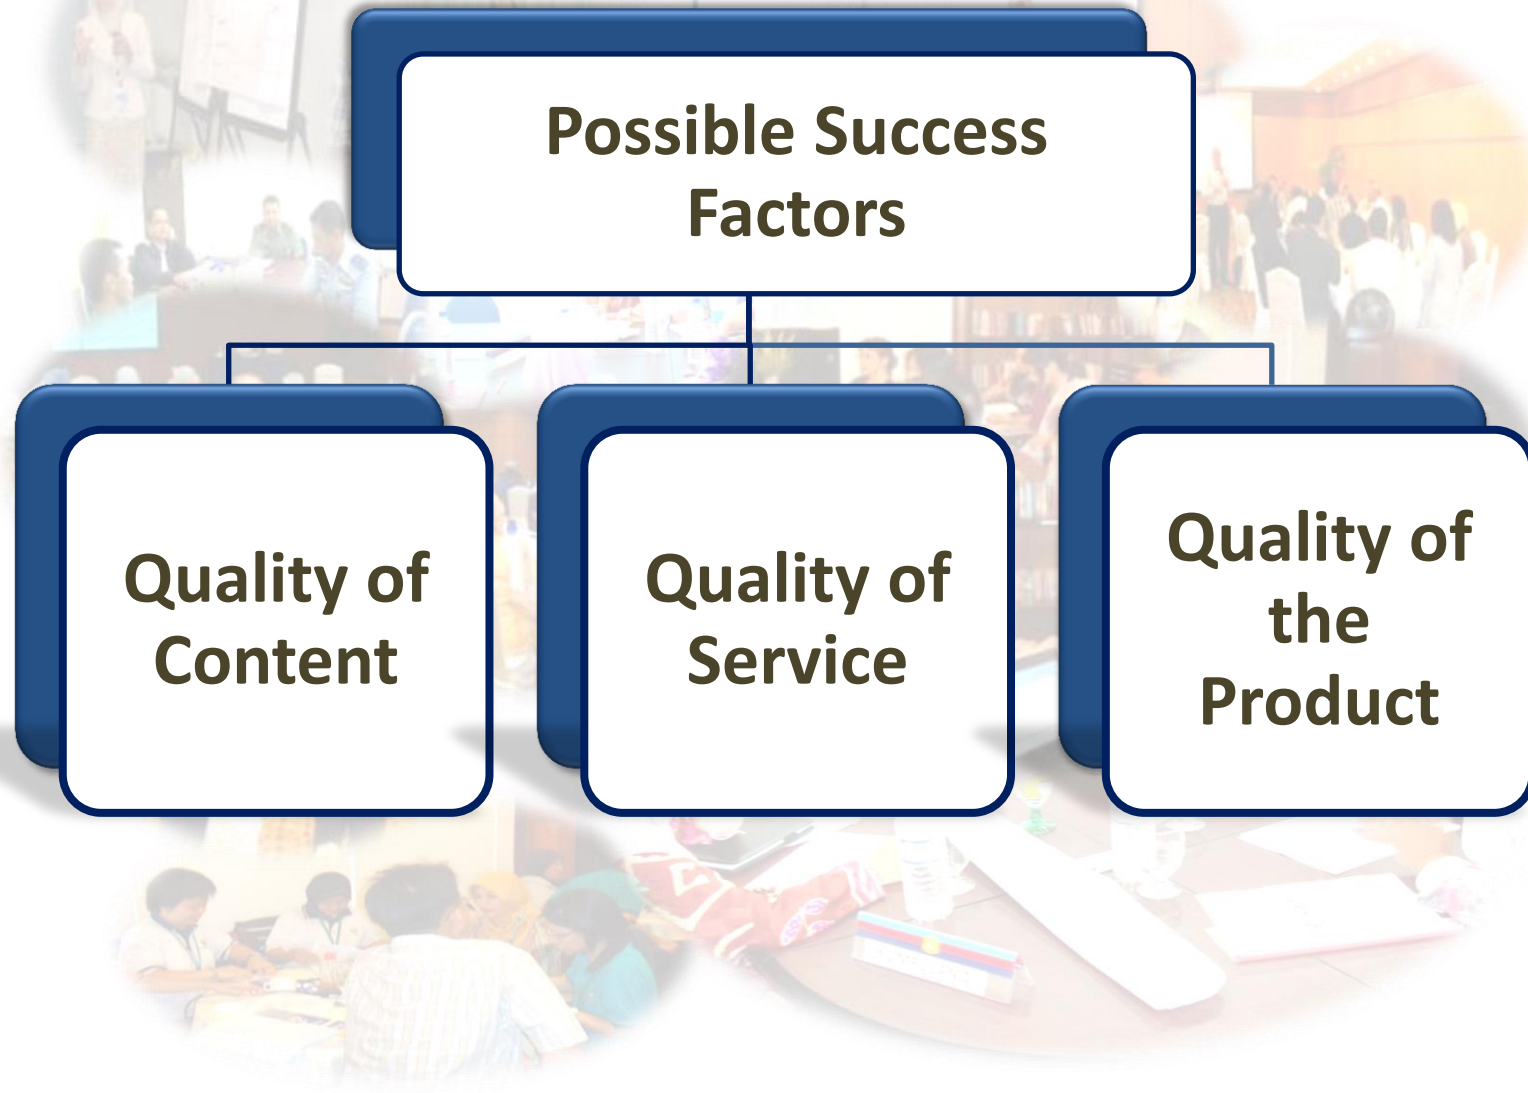 Possible Success
Factors
Quality of
Content
Quality of
Service
Quality of
the
Product